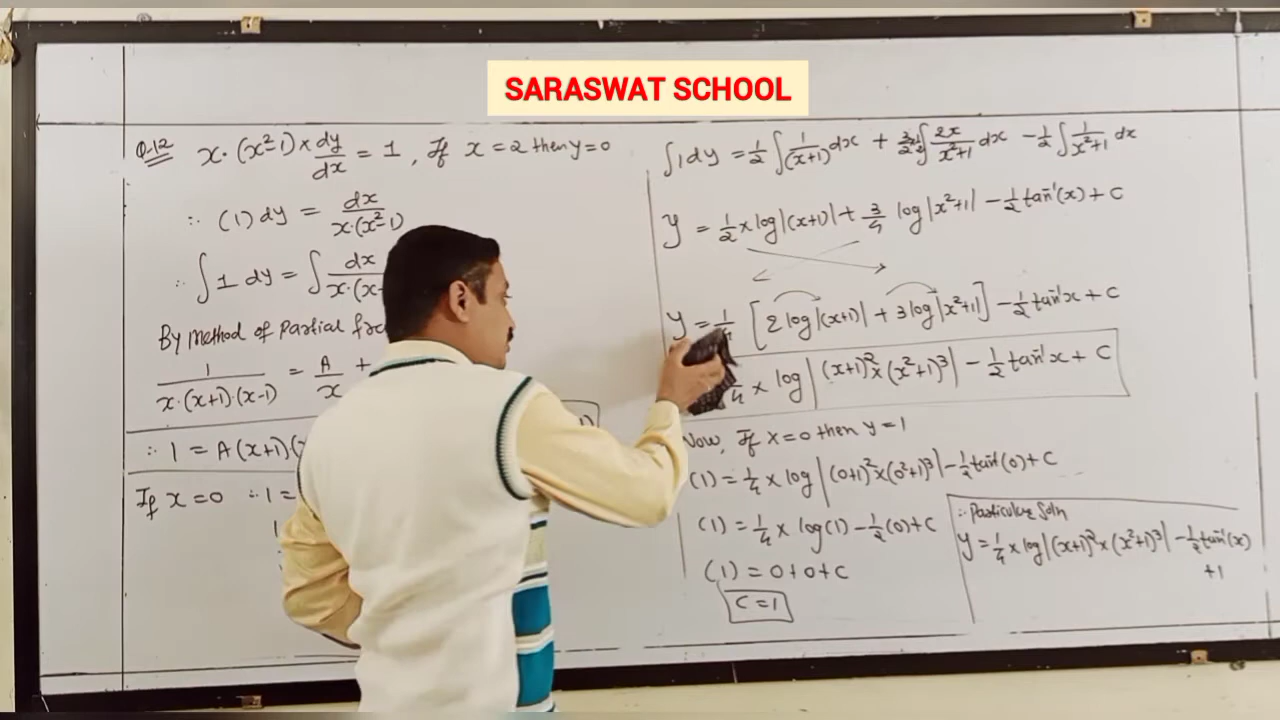 SARASWAT SCHOOL
Q-12 x·(x²-1)×dy/dx = 1, If x=2 then y=0
∴ (1) dy = dx/x·(x²-1)
∴ ∫1 dy = ∫dx/x·(x-
By method of Partial
1/x·(x+1)·(x-1) = A/x +
∴ 1 = A(x+1)(
If x=0 ∴ 1=
∫1dy = 1/2 ∫1/(x+1) dx + ∫2x/x²+1 dx - 1/2 ∫1/x²+1 dx
y = 1/2 × log|(x+1)| + 3/4 log|x²+1| - 1/2 tan⁻¹(x) + C
y = 1/4 [2 log|(x+1)| + 3 log|x²+1|] - 1/2 tan⁻¹x + C
/4 × log|(x+1)² × (x²+1)³| - 1/2 tan⁻¹x + C
Now, If x=0 then y=1
(1) = 1/4 × log|(0+1)² × (0²+1)³| - 1/2 tan⁻¹(0) + C
(1) = 1/4 × log(1) - 1/2 (0) + C
(1) = 0+0+C
C=1
∴ Particular Soln
y = 1/4 × log|(x+1)² × (x²+1)³| - 1/2 tan⁻¹(x)
+1